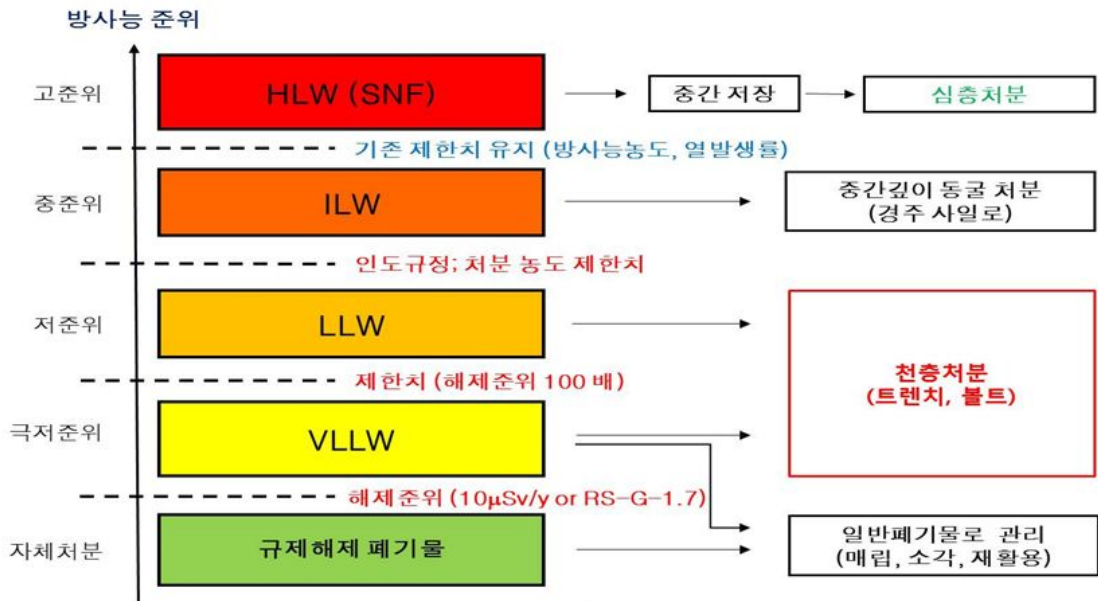 방사능 준위
고준위
HLW (SNF)
중간 저장
심층처분
기존 제한치 유지 (방사능농도, 열발생률)
중준위
ILW
중간깊이 동굴 처분
(경주 사일로)
인도규정; 처분 농도 제한치
저준위
LLW
천층처분
(트렌치, 볼트)
제한치 (해제준위 100 배)
극저준위
VLLW
해제준위 (10μSv/y or RS-G-1.7)
자체처분
규제해제 폐기물
일반폐기물로 관리
(매립, 소각, 재활용)